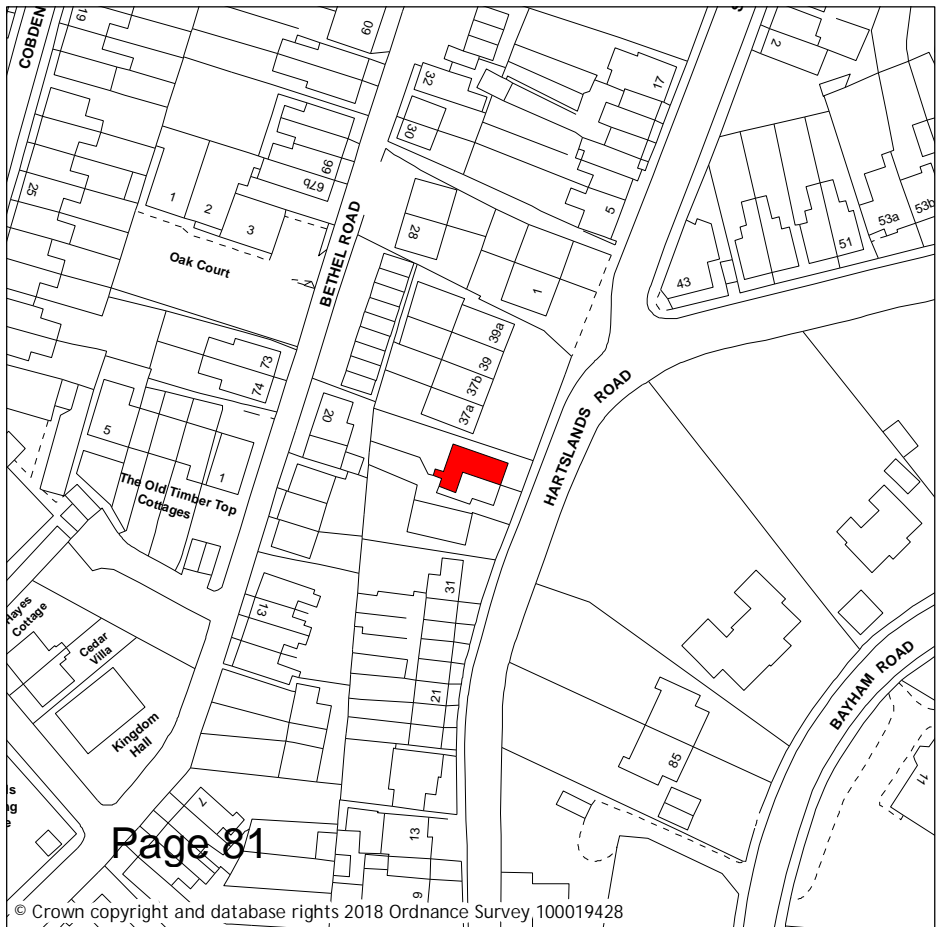 COBDEN
19
60
2
32
17
30
66
67b
25
1
2
3
5
28
53b
53a
51
43
Oak Court
BETHEL ROAD
1
39a
39
37b
37a
73
74
20
HARTSLANDS ROAD
5
1
The Old Timber Top
Cottages
31
13
Hayes
Cottage
Cedar
Villa
21
BAYHAM ROAD
Kingdom
Hall
85
11
7
13
9
Page 81
© Crown copyright and database rights 2018 Ordnance Survey 100019428